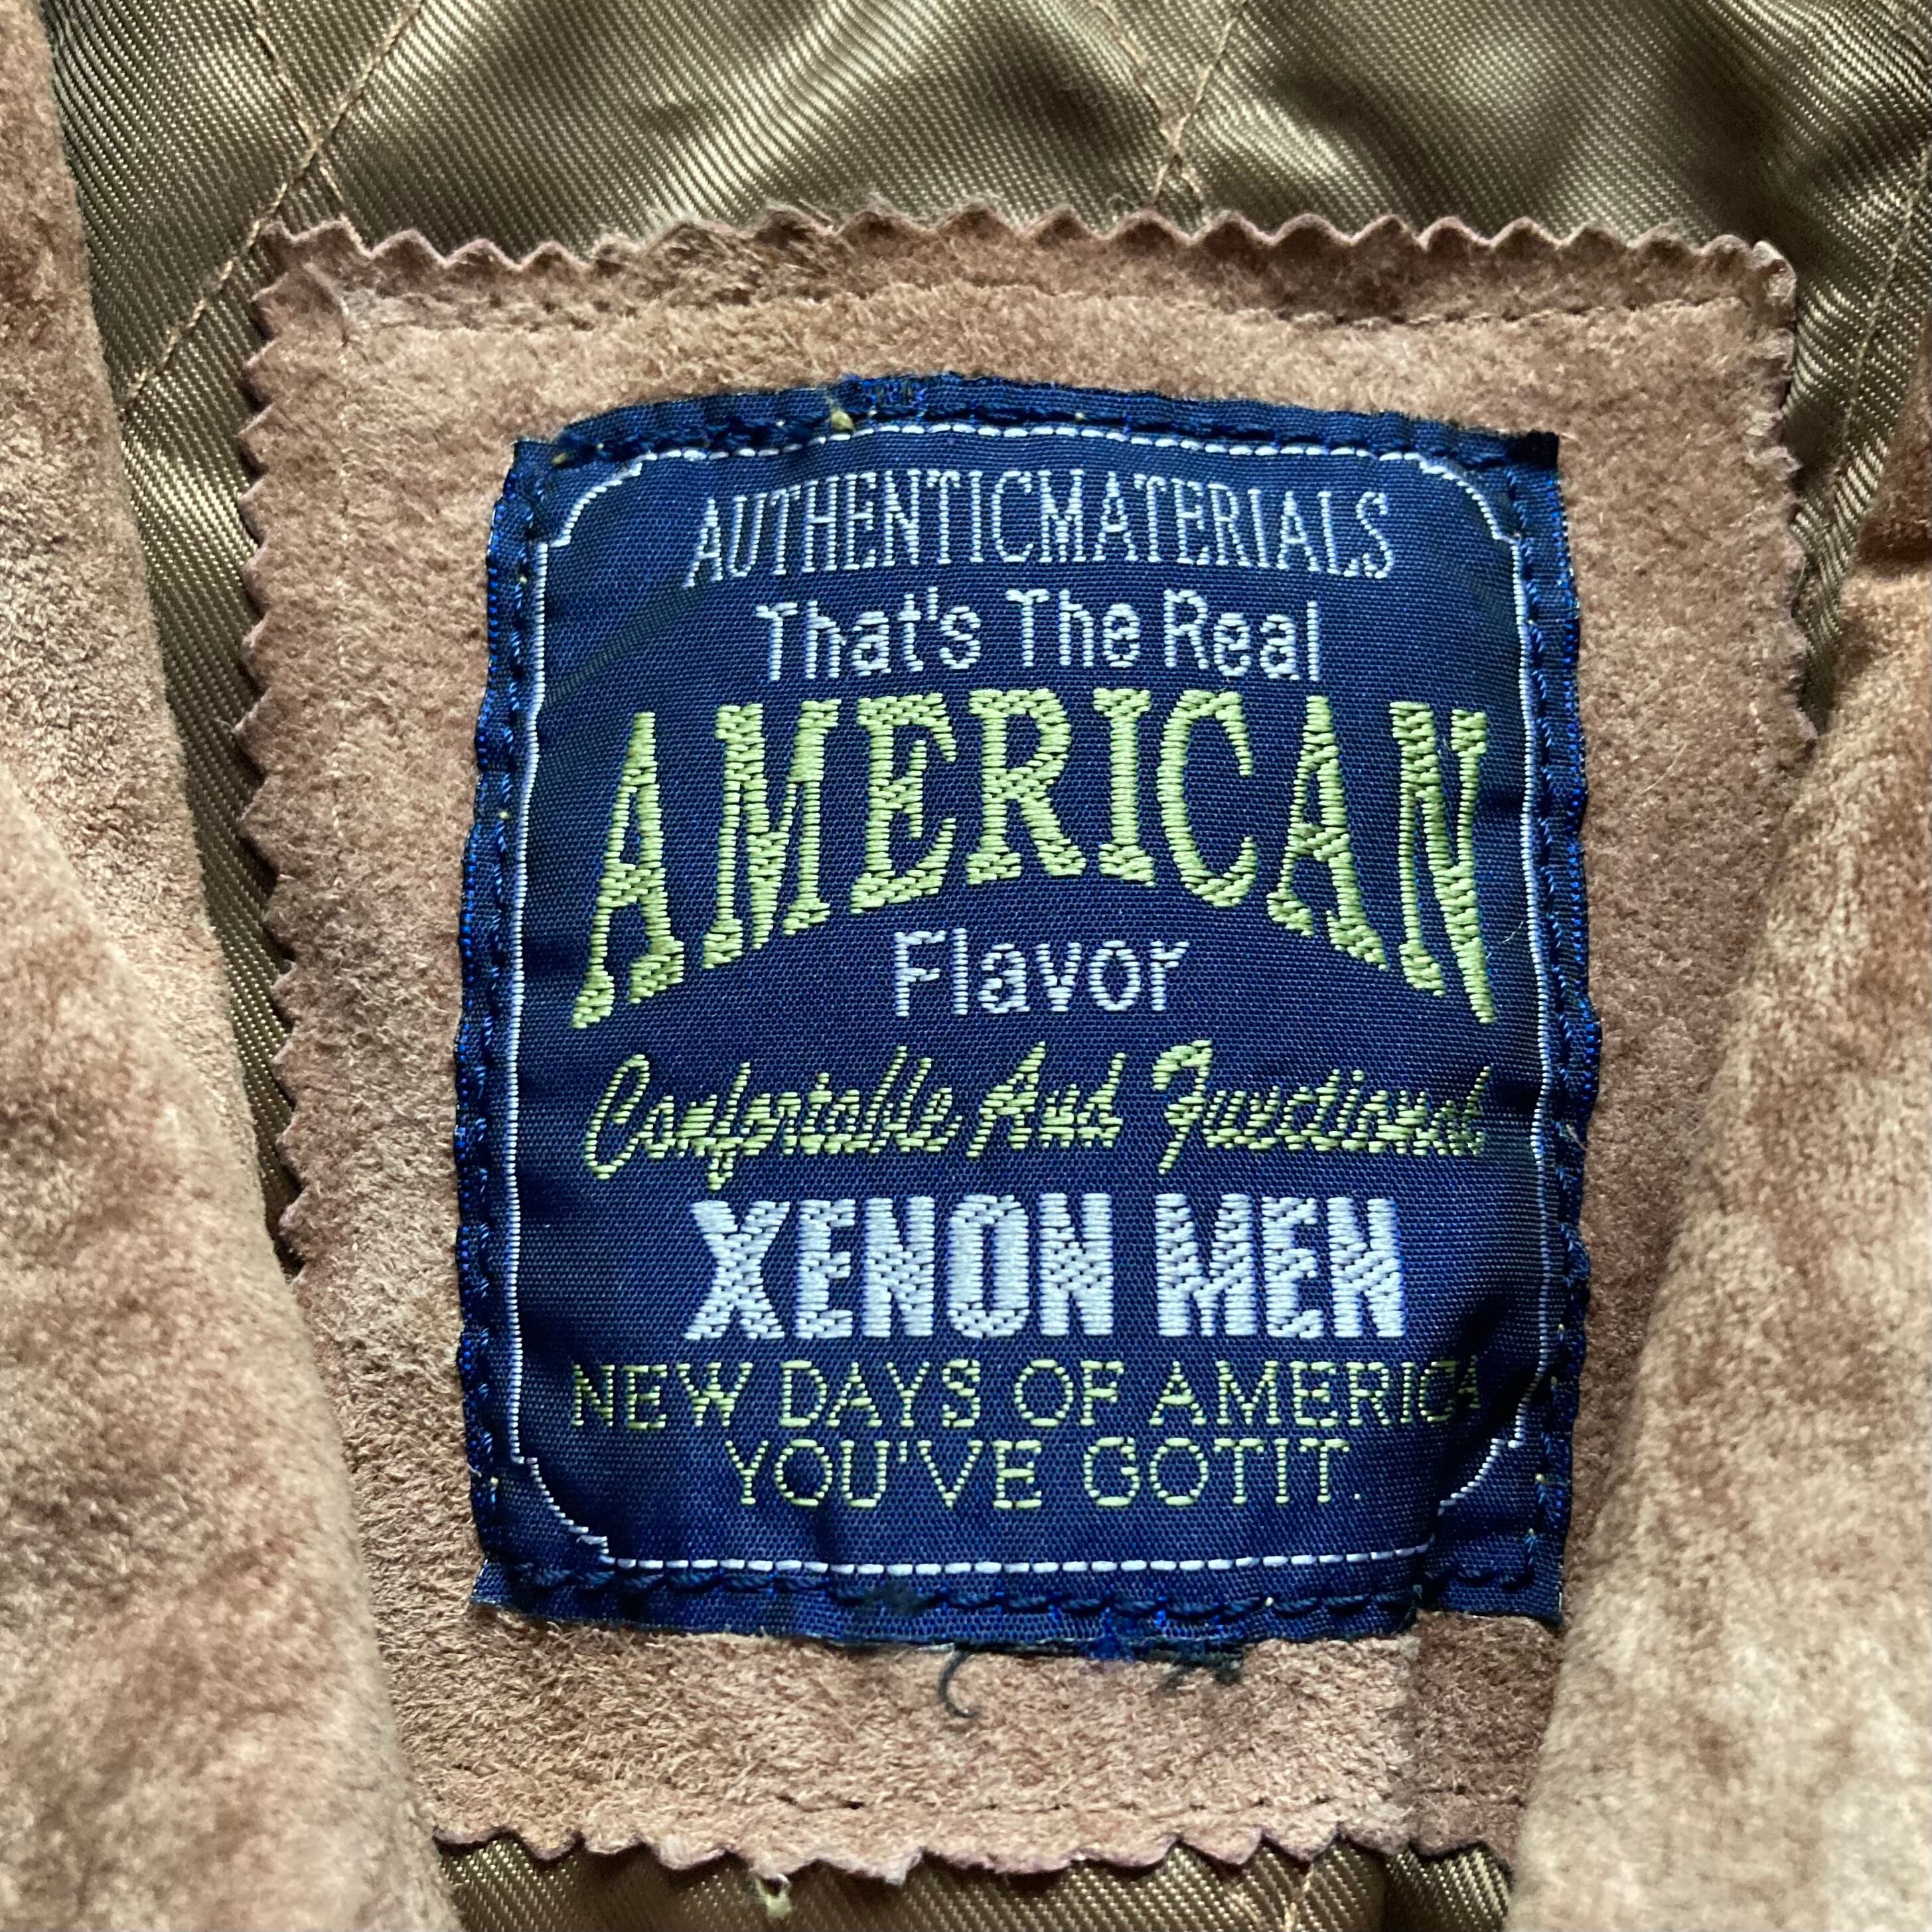 AUTHENTICMATERIALS
That's The Real
AMERICAN
Flavor
Comfortable And Functional
XENON MEN
NEW DAYS OF AMERICA
YOU'VE GOTIT.